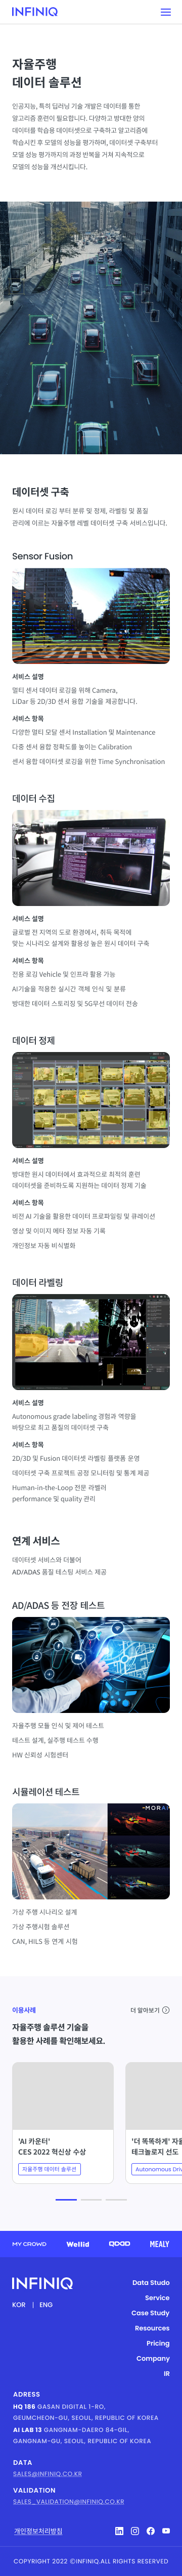 INFINIQ
자율주행
데이터 솔루션
인공지능, 특히 딥러닝 기술 개발은 데이터를 통한
알고리즘 훈련이 필요합니다. 다양하고 방대한 양의
데이터를 학습용 데이터셋으로 구축하고 알고리즘에
학습시킨 후 모델의 성능을 평가하며, 데이터셋 구축부터
모델 성능 평가까지의 과정 반복을 거쳐 지속적으로
모델의 성능을 개선시킵니다.
데이터셋 구축
원시 데이터 로깅 부터 분류 및 정제, 라벨링 및 품질
관리에 이르는 자율주행 레벨 데이터셋 구축 서비스입니다.
Sensor Fusion
서비스 설명
멀티 센서 데이터 로깅을 위해 Camera,
LiDar 등 2D/3D 센서 융합 기술을 제공합니다.
서비스 항목
다양한 멀티 모달 센서 Installation 및 Maintenance
다중 센서 융합 정확도를 높이는 Calibration
센서 융합 데이터셋 로깅을 위한 Time Synchronisation
데이터 수집
서비스 설명
글로벌 전 지역의 도로 환경에서, 취득 목적에
맞는 시나리오 설계와 활용성 높은 원시 데이터 구축
서비스 항목
전용 로깅 Vehicle 및 인프라 활용 가능
AI기술을 적용한 실시간 객체 인식 및 분류
방대한 데이터 스토리징 및 5G무선 데이터 전송
데이터 정제
서비스 설명
방대한 원시 데이터에서 효과적으로 최적의 훈련
데이터셋을 준비하도록 지원하는 데이터 정제 기술
서비스 항목
비전 AI 기술을 활용한 데이터 프로파일링 및 큐레이션
영상 및 이미지 메타 정보 자동 기록
개인정보 자동 비식별화
데이터 라벨링
서비스 설명
Autonomous grade labeling 경험과 역량을
바탕으로 최고 품질의 데이터셋 구축
서비스 항목
2D/3D 및 Fusion 데이터셋 라벨링 플랫폼 운영
데이터셋 구축 프로젝트 공정 모니터링 및 통계 제공
Human-in-the-Loop 전문 라벨러
performance 및 quality 관리
연계 서비스
데이터셋 서비스와 더불어
AD/ADAS 품질 테스팅 서비스 제공
AD/ADAS 등 전장 테스트
자율주행 모듈 인식 및 제어 테스트
테스트 설계, 실주행 테스트 수행
HW 신뢰성 시험센터
시뮬레이션 테스트
MORAI
가상 주행 시나리오 설계
가상 주행시험 솔루션
CAN, HILS 등 연계 시험
이용사례
더 알아보기
자율주행 솔루션 기술을
활용한 사례를 확인해보세요.
'AI 카운터'
CES 2022 혁신상 수상
자율주행 데이터 솔루션
'더 똑똑하게' 자율
테크놀로지 선도
Autonomous Driv
MY CROWD
Wellid
MEALY
INFINIQ
KOR | ENG
Data Studo
Service
Case Study
Resources
Pricing
Company
IR
ADRESS
HQ 186 GASAN DIGITAL 1-RO,
GEUMCHEON-GU, SEOUL, REPUBLIC OF KOREA
AI LAB 13 GANGNAM-DAERO 84-GIL,
GANGNAM-GU, SEOUL, REPUBLIC OF KOREA
DATA
SALES@INFINIQ.CO.KR
VALIDATION
SALES_VALIDATION@INFINIQ.CO.KR
개인정보처리방침
COPYRIGHT 2022 ©INFINIQ.ALL RIGHTS RESERVED